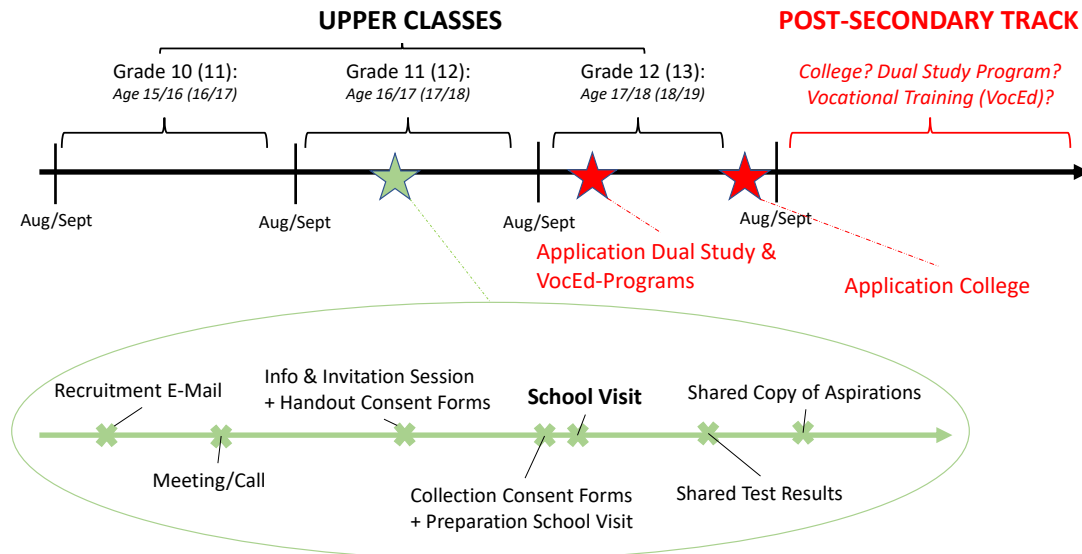 UPPER CLASSES
POST-SECONDARY TRACK
Grade 10 (11):
Age 15/16 (16/17)
Grade 11 (12):
Age 16/17 (17/18)
Grade 12 (13):
Age 17/18 (18/19)
College? Dual Study Program?
Vocational Training (VocEd)?
Aug/Sept
Aug/Sept
Aug/Sept
Aug/Sept
Application Dual Study &
VocEd-Programs
Application College
Recruitment E-Mail
Meeting/Call
Info & Invitation Session
+ Handout Consent Forms
Collection Consent Forms
+ Preparation School Visit
School Visit
Shared Test Results
Shared Copy of Aspirations